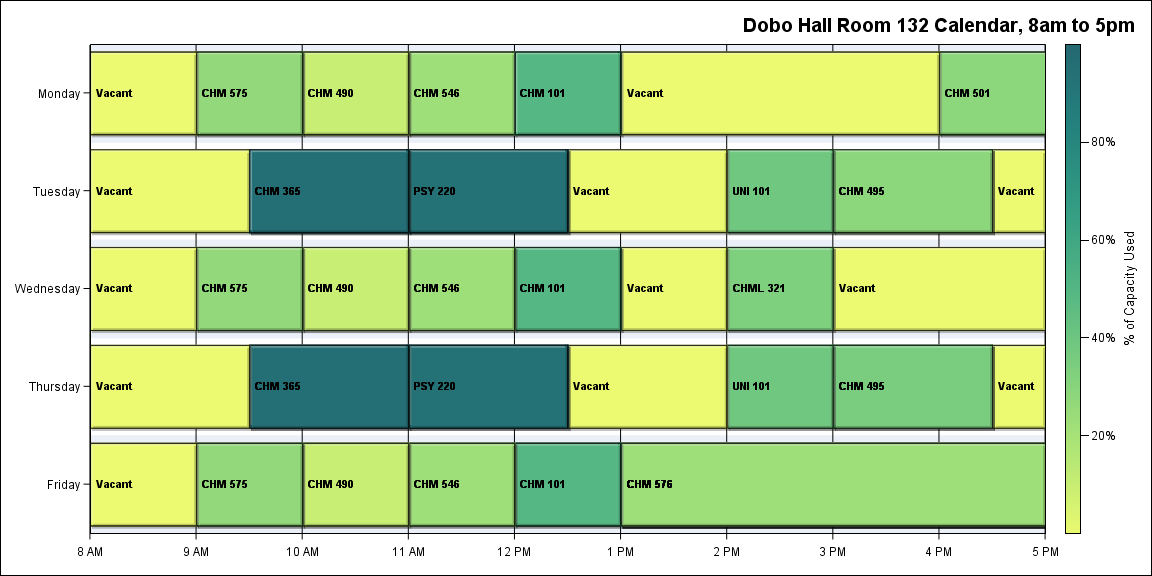 Dobo Hall Room 132 Calendar, 8am to 5pm
Monday
Vacant
CHM 575
CHM 490
CHM 546
CHM 101
Vacant
CHM 501
Tuesday
Vacant
CHM 365
PSY 220
Vacant
UNI 101
CHM 495
Vacant
Wednesday
Vacant
CHM 575
CHM 490
CHM 546
CHM 101
Vacant
CHML 321
Vacant
Thursday
Vacant
CHM 365
PSY 220
Vacant
UNI 101
CHM 495
Vacant
Friday
Vacant
CHM 575
CHM 490
CHM 546
CHM 101
CHM 576
8 AM
9 AM
10 AM
11 AM
12 PM
1 PM
2 PM
3 PM
4 PM
5 PM
80%
60%
40%
20%
% of Capacity Used